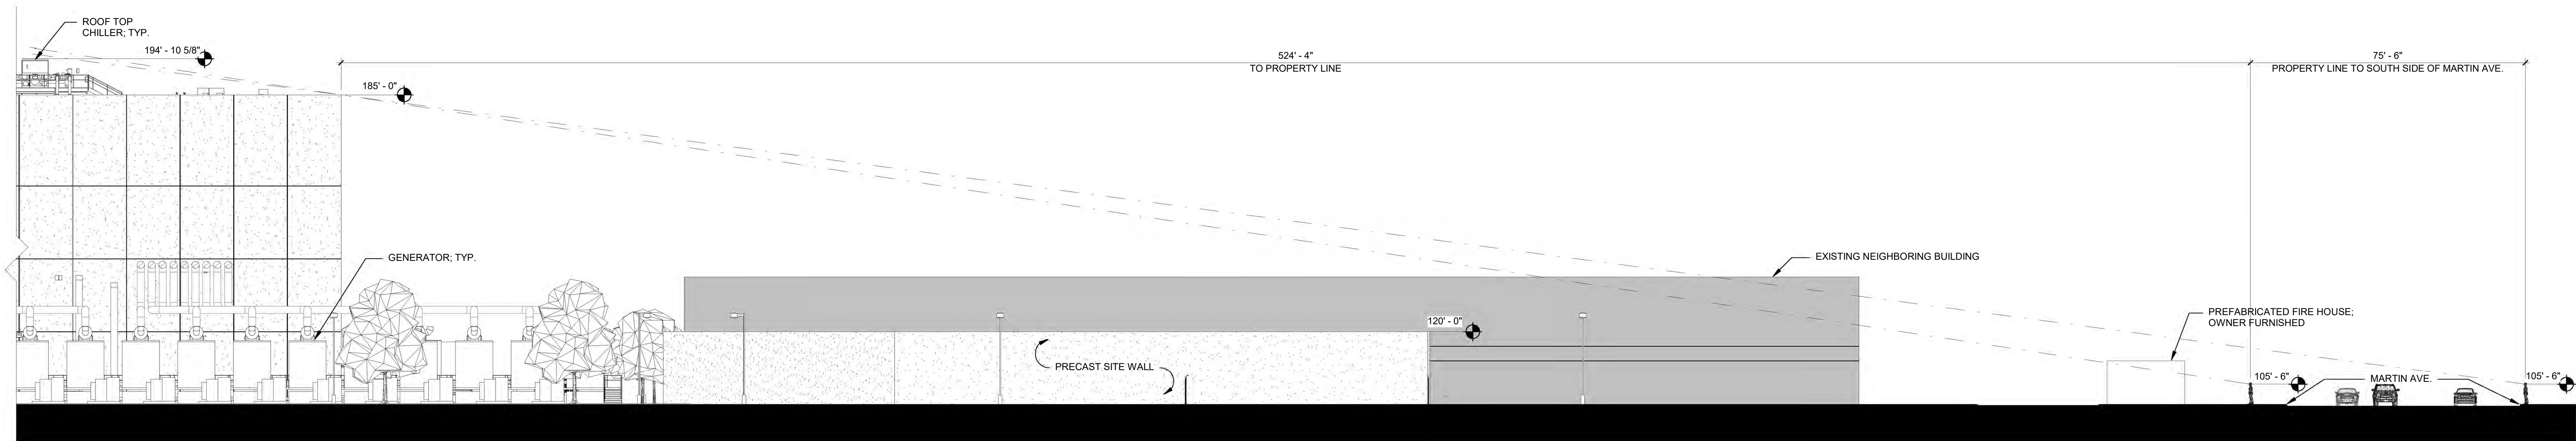 ROOF TOP
CHILLER; TYP.
194' - 10 5/8"
185' - 0"
524' - 4"
TO PROPERTY LINE
75' - 6"
PROPERTY LINE TO SOUTH SIDE OF MARTIN AVE.
GENERATOR; TYP.
EXISTING NEIGHBORING BUILDING
120' - 0"
PREFABRICATED FIRE HOUSE;
OWNER FURNISHED
PRECAST SITE WALL
105' - 6"
MARTIN AVE.
105' - 6"